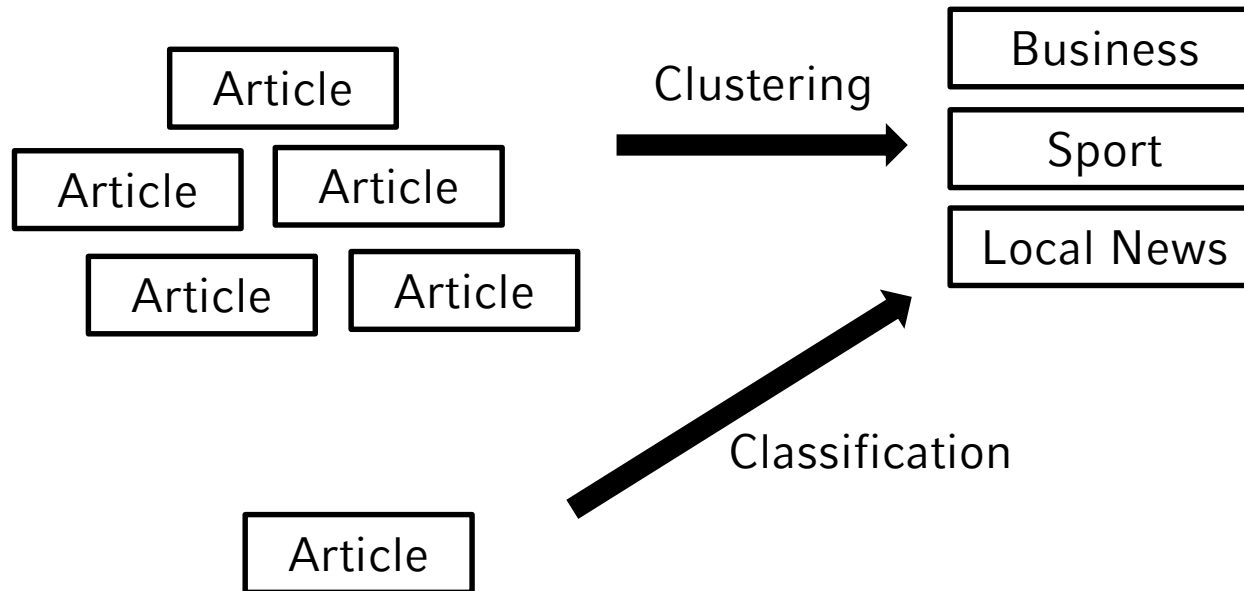 Article
Article
Article
Article
Article
Clustering
Business
Sport
Local News
Classification
Article